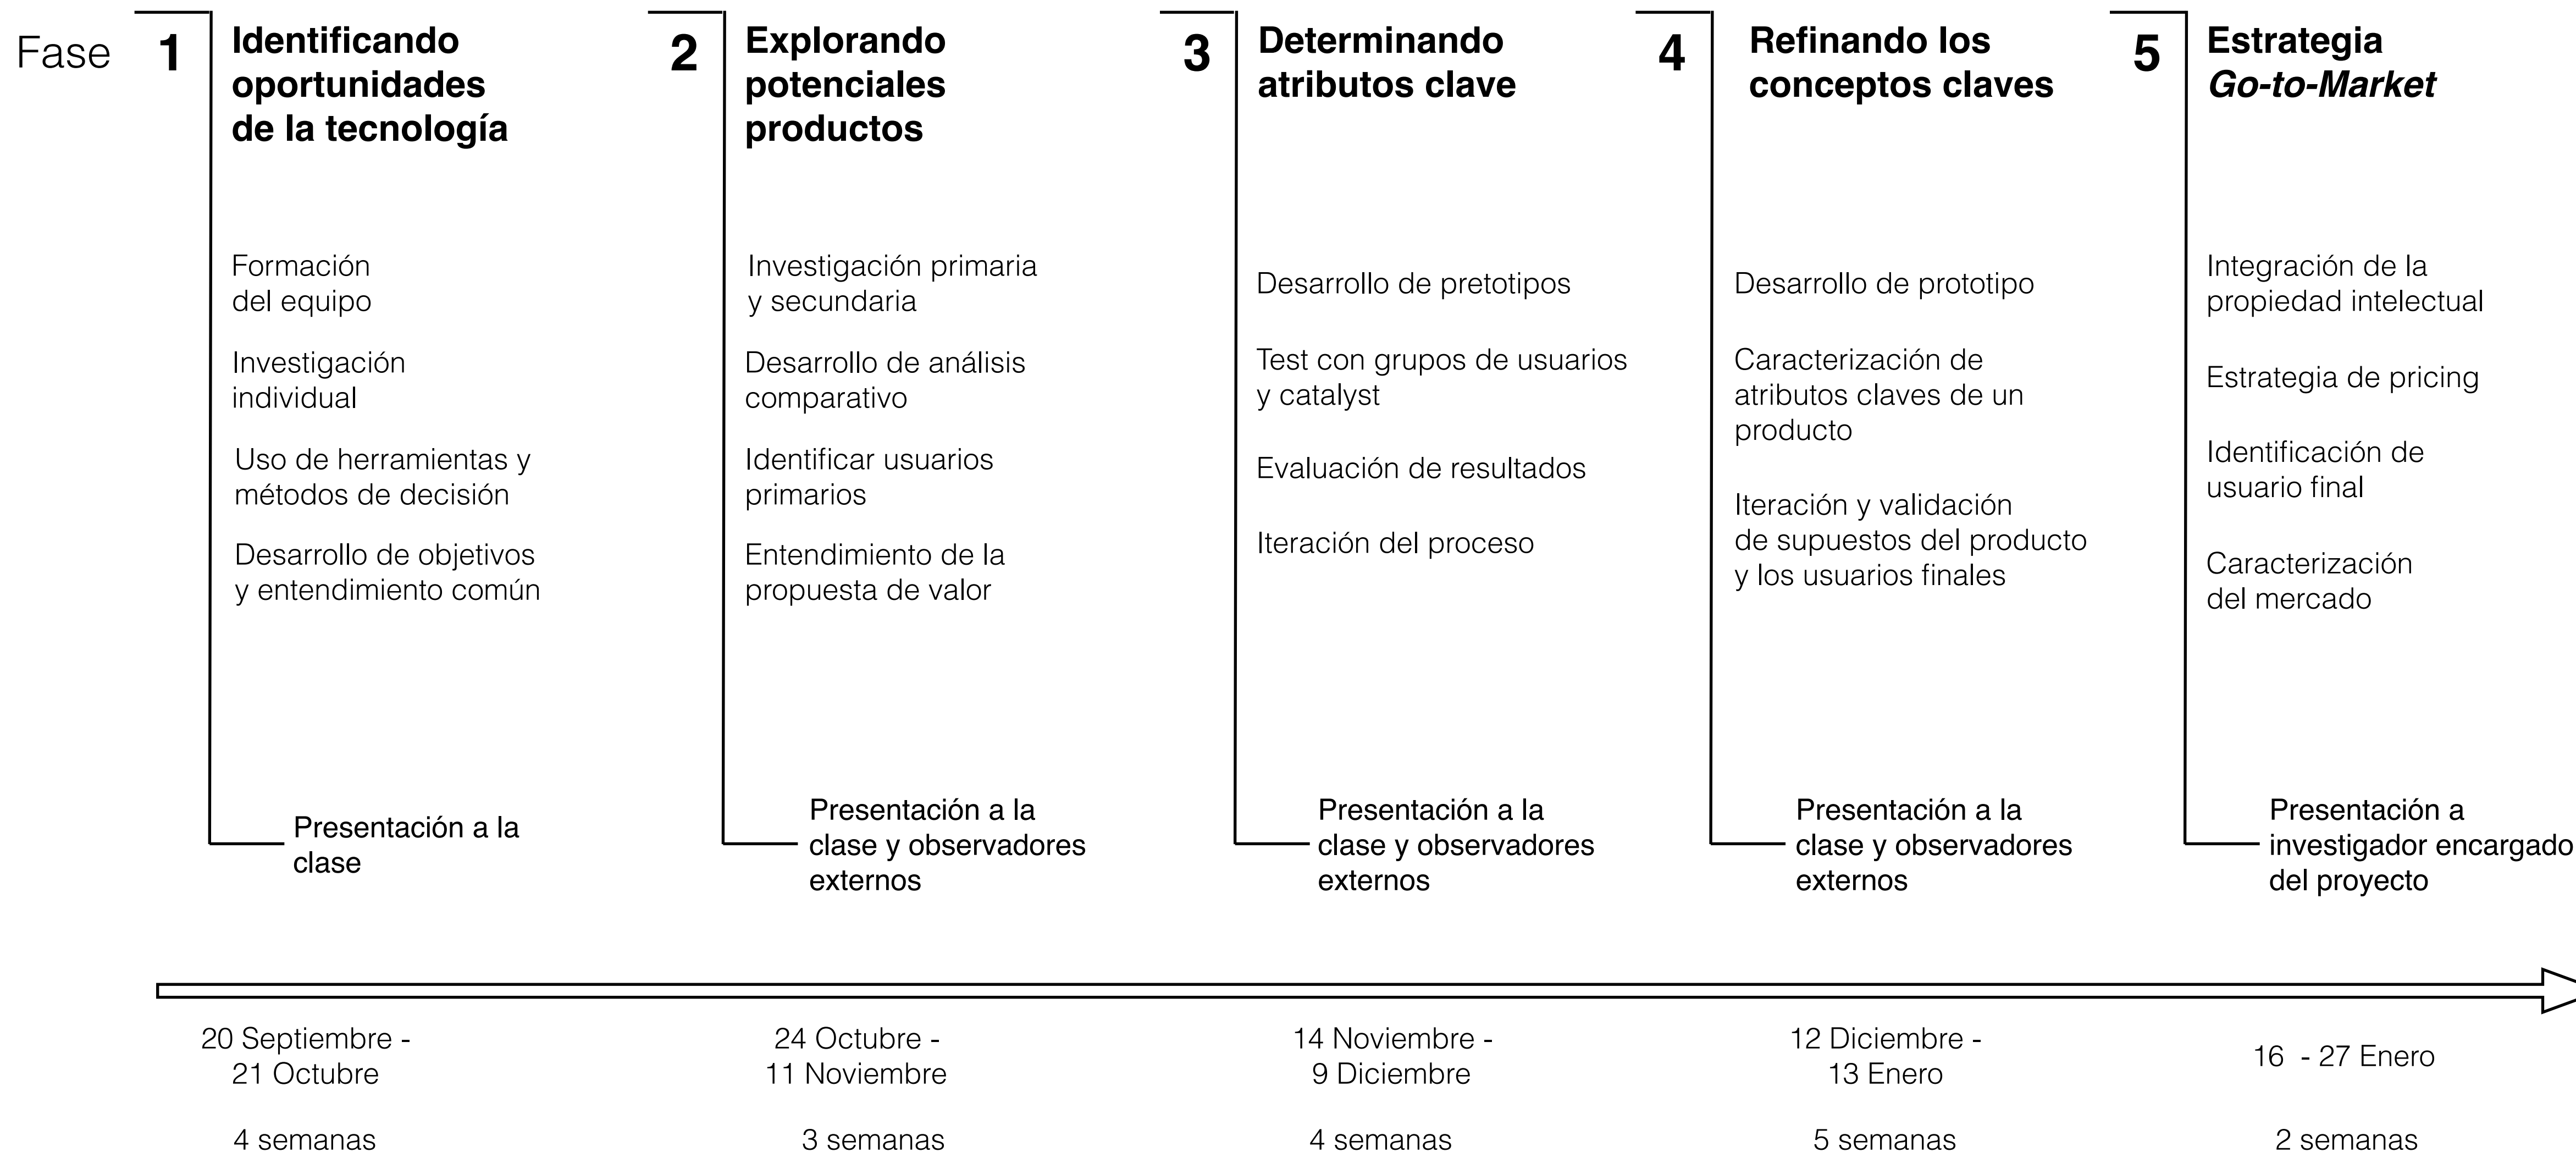 Fase
1
Identificando
oportunidades
de la tecnología
Formación
del equipo
Investigación
individual
Uso de herramientas y
métodos de decisión
Desarrollo de objetivos
y entendimiento común
Presentación a la
clase
2
Explorando
potenciales
productos
Investigación primaria
y secundaria
Desarrollo de análisis
comparativo
Identificar usuarios
primarios
Entendimiento de la
propuesta de valor
Presentación a la
clase y observadores
externos
3
Determinando
atributos clave
Desarrollo de pretotipos
Test con grupos de usuarios
y catalyst
Evaluación de resultados
Iteración del proceso
Presentación a la
clase y observadores
externos
4
Refinando los
conceptos claves
Desarrollo de prototipo
Caracterización de
atributos claves de un
producto
Iteración y validación
de supuestos del producto
y los usuarios finales
Presentación a la
clase y observadores
externos
5
Estrategia
Go-to-Market
Integración de la
propiedad intelectual
Estrategia de pricing
Identificación de
usuario final
Caracterización
del mercado
Presentación a
investigador encargado
del proyecto
20 Septiembre -
21 Octubre
4 semanas
24 Octubre -
11 Noviembre
3 semanas
14 Noviembre -
9 Diciembre
4 semanas
12 Diciembre -
13 Enero
5 semanas
16 - 27 Enero
2 semanas